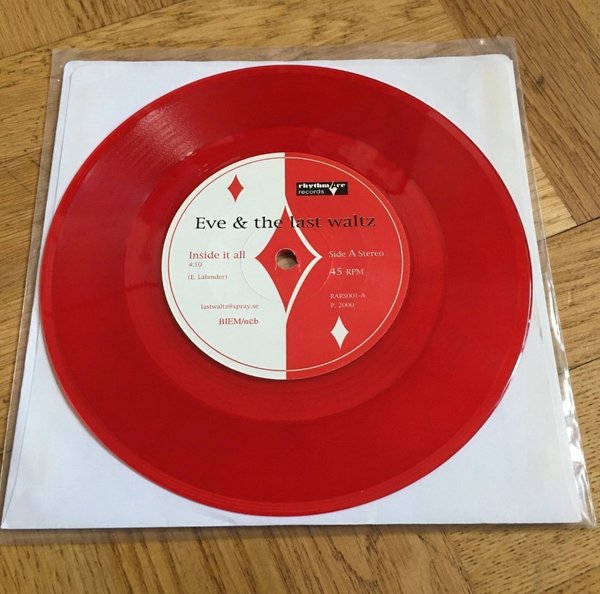 rhythm ace
records
Eve & the last waltz
Inside it all
4:10
(E. Lalander)
Side A Stereo
45 RPM
lastwaltz@spray.se
RARS001-A
P. 2000
BIEM/ncb